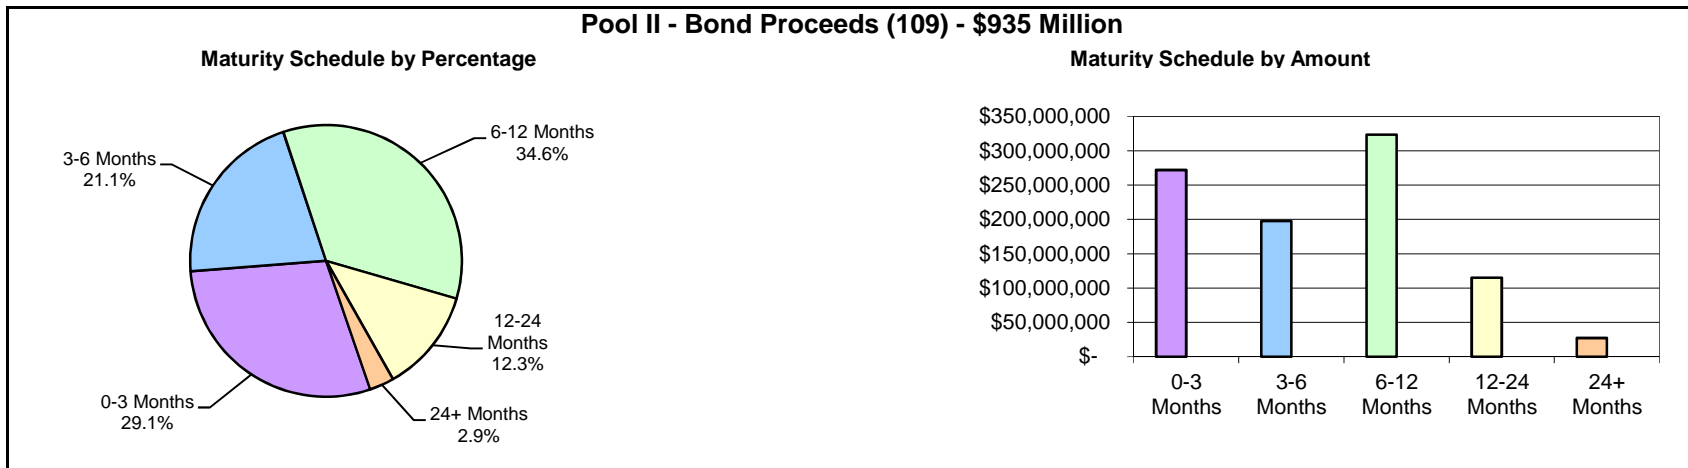 Pool II - Bond Proceeds (109) - $935 Million
Maturity Schedule by Percentage
6-12 Months
34.6%
3-6 Months
21.1%
12-24
Months
12.3%
0-3 Months
29.1%
24+ Months
2.9%
Maturity Schedule by Amount
$350,000,000
$300,000,000
$250,000,000
$200,000,000
$150,000,000
$100,000,000
$50,000,000
$-
0-3 3-6 6-12 12-24 24+
Months Months Months Months Months